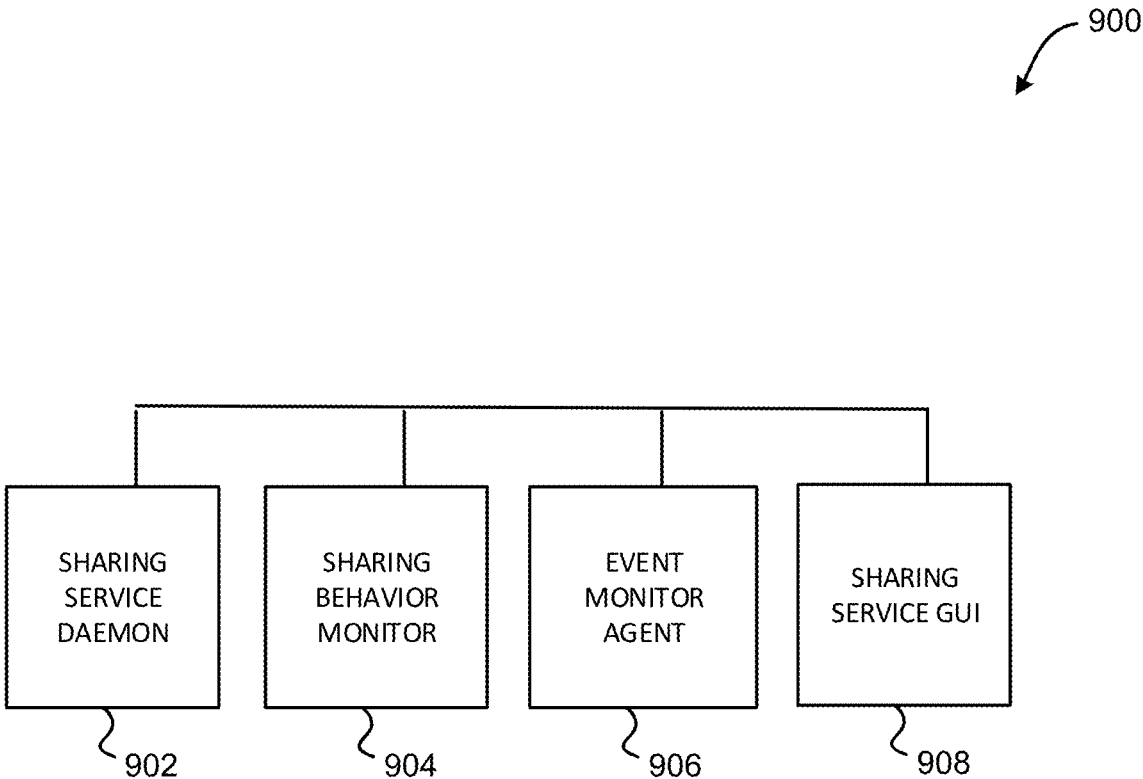 900
SHARING
SERVICE
DAEMON
SHARING
BEHAVIOR
MONITOR
EVENT
MONITOR
AGENT
SHARING
SERVICE GUI
902
904
906
908